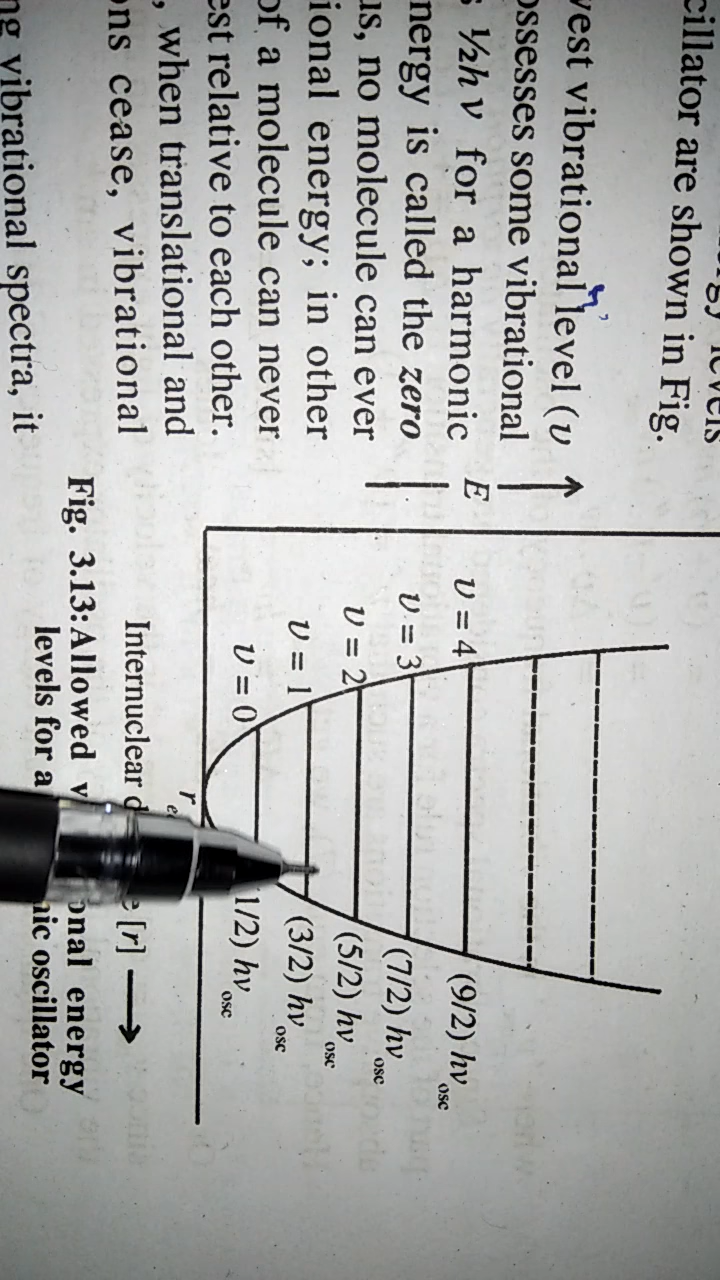 cillator are shown in Fig.
vest vibrational level (υ
ossesses some vibrational
½h ν for a harmonic
nergy is called the zero
us, no molecule can ever
ional energy; in other
of a molecule can never
est relative to each other.
, when translational and
ons cease, vibrational
ng vibrational spectra, it
E
υ = 4
(9/2) hν osc
υ = 3
(7/2) hν osc
υ = 2
(5/2) hν osc
υ = 1
(3/2) hν osc
υ = 0
1/2) hν osc
r e
Internuclear d e [r]
Fig. 3.13: Allowed v onal energy
levels for a nic oscillator